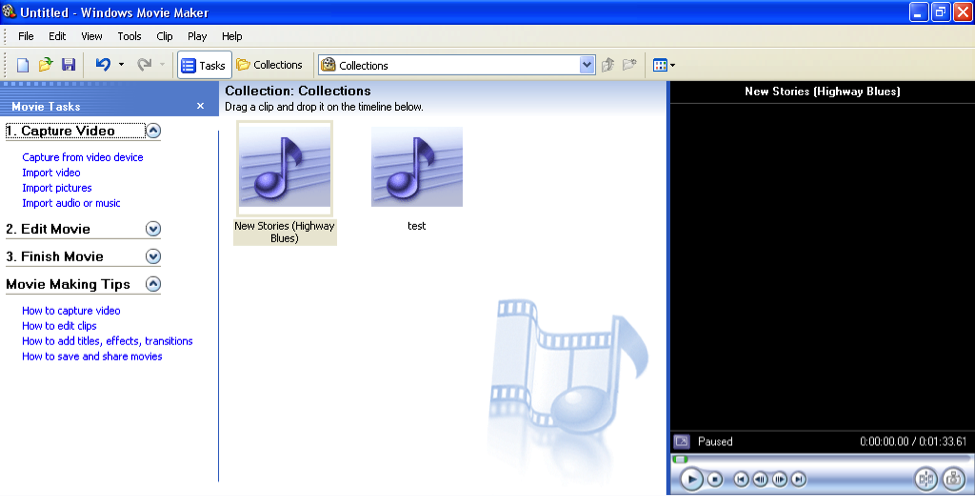 Untitled - Windows Movie Maker
File Edit View Tools Clip Play Help
Tasks Collections Collections
Movie Tasks
1. Capture Video
Capture from video device
Import video
Import pictures
Import audio or music
2. Edit Movie
3. Finish Movie
Movie Making Tips
How to capture video
How to edit clips
How to add titles, effects, transitions
How to save and share movies
Collection: Collections
Drag a clip and drop it on the timeline below.
New Stories (Highway
Blues)
test
New Stories (Highway Blues)
Paused 0:00:00.00 / 0:01:33.61